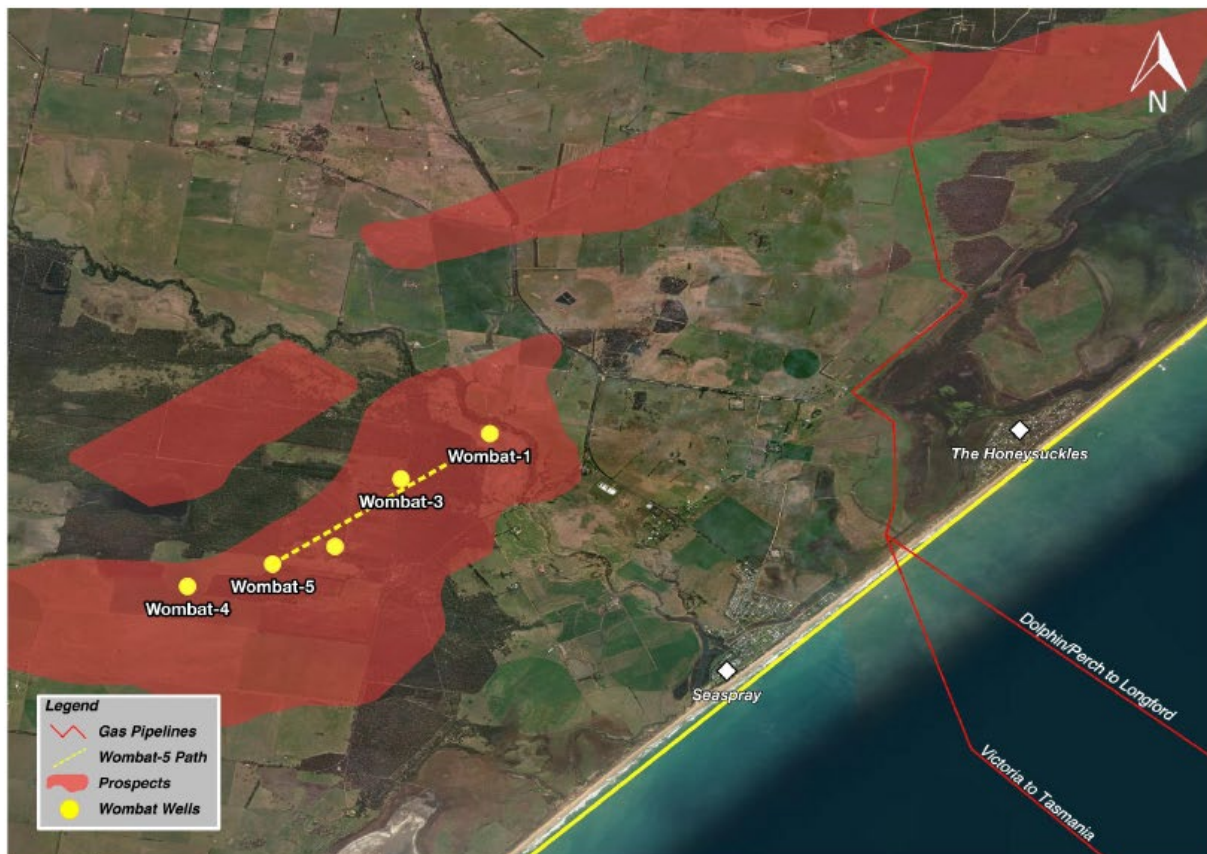 N
The Honeysuckles
Wombat-1
Wombat-3
Wombat-5
Wombat-4
Seaspray
Dolphin/Perch to Longford
Victoria to Tasmania
Legend
Gas Pipelines
Wombat-5 Path
Prospects
Wombat Wells